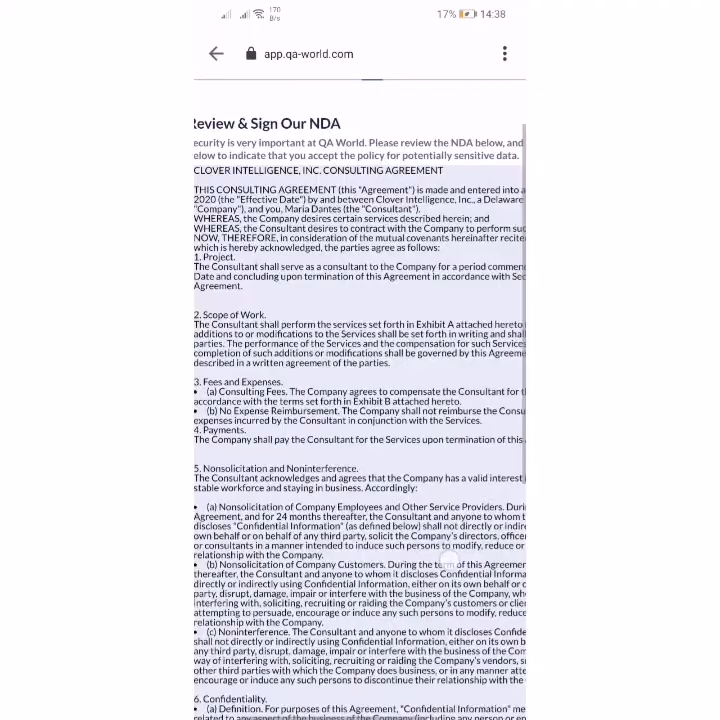 170
B/s
17%
14:38
app.qa-world.com
Review & Sign Our NDA
ecurity is very important at QA World. Please review the NDA below, and
elow to indicate that you accept the policy for potentially sensitive data.
CLOVER INTELLIGENCE, INC. CONSULTING AGREEMENT
THIS CONSULTING AGREEMENT (this "Agreement") is made and entered into a
2020 (the "Effective Date") by and between Clover Intelligence, Inc., a Delaware
"Company"), and you, Maria Dantes (the "Consultant").
WHEREAS, the Company desires certain services described herein; and
WHEREAS, the Consultant desires to contract with the Company to perform suc
NOW, THEREFORE, in consideration of the mutual covenants hereinafter recite
which is hereby acknowledged, the parties agree as follows:
1. Project.
The Consultant shall serve as a consultant to the Company for a period commen
Date and concluding upon termination of this Agreement in accordance with Sec
Agreement.
2. Scope of Work.
The Consultant shall perform the services set forth in Exhibit A attached hereto
additions to or modifications to the Services shall be set forth in writing and shal
parties. The performance of the Services and the compensation for such Services
completion of such additions or modifications shall be governed by this Agreeme
described in a written agreement of the parties.
3. Fees and Expenses.
• (a) Consulting Fees. The Company agrees to compensate the Consultant for t
accordance with the terms set forth in Exhibit B attached hereto.
• (b) No Expense Reimbursement. The Company shall not reimburse the Consu
expenses incurred by the Consultant in conjunction with the Services.
4. Payments.
The Company shall pay the Consultant for the Services upon termination of this
5. Nonsolicitation and Noninterference.
The Consultant acknowledges and agrees that the Company has a valid interest
stable workforce and staying in business. Accordingly:
• (a) Nonsolicitation of Company Employees and Other Service Providers. Duri
Agreement, and for 24 months thereafter, the Consultant and anyone to whom t
discloses "Confidential Information" (as defined below) shall not directly or indire
own behalf or on behalf of any third party, solicit the Company's directors, office
or consultants in a manner intended to induce such persons to modify, reduce or
relationship with the Company.
• (b) Nonsolicitation of Company Customers. During the term of this Agreemen
thereafter, the Consultant and anyone to whom it discloses Confidential Informa
directly or indirectly using Confidential Information, either on its own behalf or o
party, disrupt, damage, impair or interfere with the business of the Company, wh
interfering with, soliciting, recruiting or raiding the Company's customers or clie
attempting to persuade, encourage or induce any such persons to modify, reduce
relationship with the Company.
• (c) Noninterference. The Consultant and anyone to whom it discloses Confide
shall not directly or indirectly using Confidential Information, either on its own b
any third party, disrupt, damage, impair or interfere with the business of the Com
way of interfering with, soliciting, recruiting or raiding the Company's vendors, s
other third parties with which the Company does business, or in any manner atte
encourage or induce any such persons to discontinue their relationship with the
6. Confidentiality.
• (a) Definition. For purposes of this Agreement, "Confidential Information" me
related to any aspect of the business of the Company (including any person or en